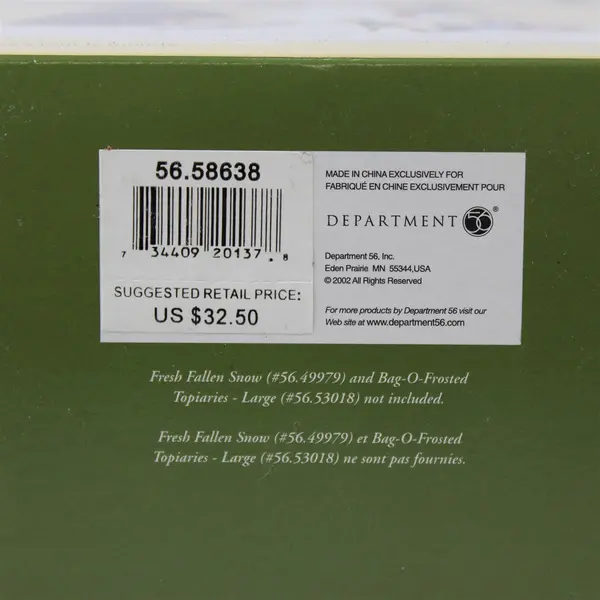 56.58638
7 34409 20137 8
SUGGESTED RETAIL PRICE:
US $32.50
MADE IN CHINA EXCLUSIVELY FOR
FABRIQUÉ EN CHINE EXCLUSIVEMENT POUR
DEPARTMENT 56®
Department 56, Inc.
Eden Prairie MN 55344,USA
© 2002 All Rights Reserved
For more products by Department 56 visit our
Web site at www.department56.com
Fresh Fallen Snow (#56.49979) and Bag-O-Frosted
Topiaries - Large (#56.53018) not included.
Fresh Fallen Snow (#56.49979) et Bag-O-Frosted
Topiaries - Large (#56.53018) ne sont pas fournies.